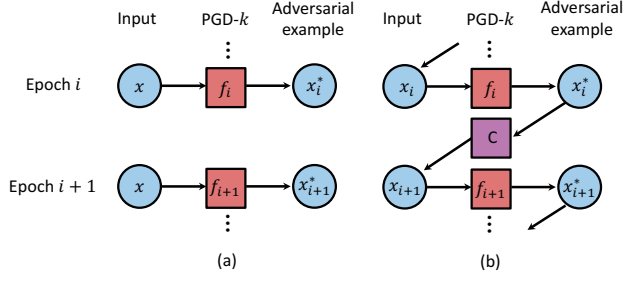 Input PGD-k Adversarial example
Input PGD-k Adversarial example
Epoch i
x f_i x_i^*
x_i f_i x_i^*
C
Epoch i + 1
x f_{i+1} x_{i+1}^*
x_{i+1} f_{i+1} x_{i+1}^*
(a)
(b)